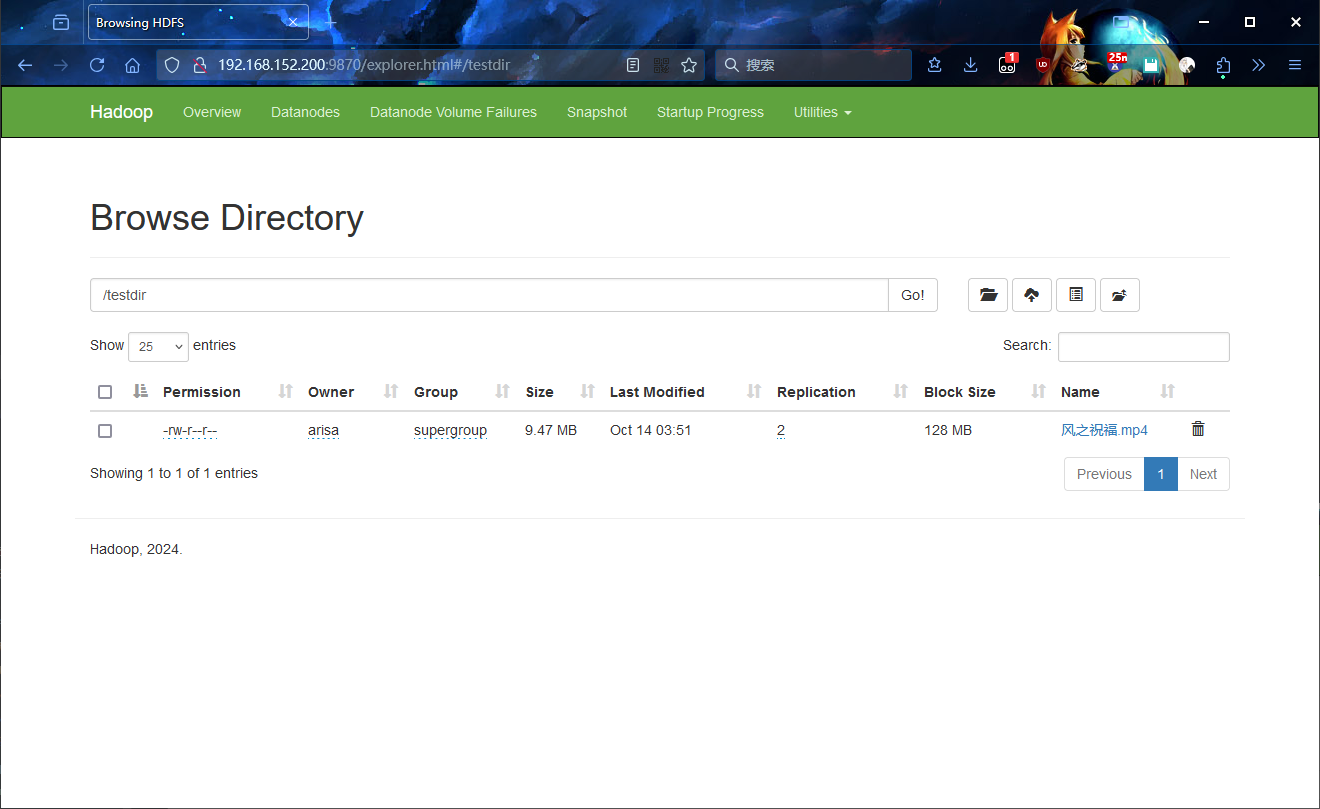 Browsing HDFS
192.168.152.200:9870/explorer.html#/testdir
搜索
1
UD
25n
Hadoop Overview Datanodes Datanode Volume Failures Snapshot Startup Progress Utilities
Browse Directory
/testdir Go!
Show 25 entries Search:
Permission Owner Group Size Last Modified Replication Block Size Name
-rw-r--r-- arisa supergroup 9.47 MB Oct 14 03:51 2 128 MB 风之祝福.mp4
Showing 1 to 1 of 1 entries Previous 1 Next
Hadoop, 2024.